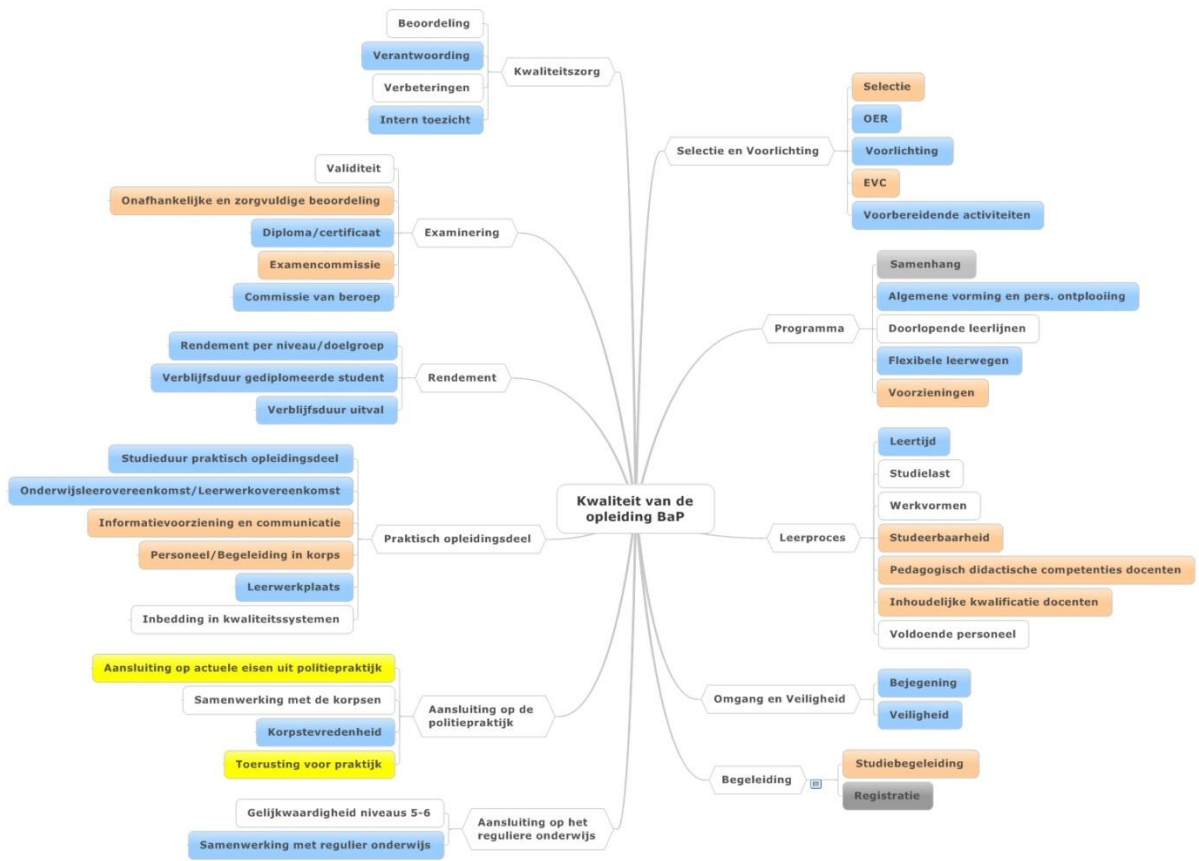 Kwaliteit van de
opleiding BaP
Kwaliteitszorg
Beoordeling
Verantwoording
Verbeteringen
Intern toezicht
Examinering
Validiteit
Onafhankelijke en zorgvuldige beoordeling
Diploma/certificaat
Examencommissie
Commissie van beroep
Rendement
Rendement per niveau/doelgroep
Verblijfsduur gediplomeerde student
Verblijfsduur uitval
Praktisch opleidingsdeel
Studieduur praktisch opleidingsdeel
Onderwijsleerovereenkomst/Leerwerkovereenkomst
Informatievoorziening en communicatie
Personeel/Begeleiding in korps
Leerwerkplaats
Inbedding in kwaliteitssystemen
Aansluiting op de
politiepraktijk
Aansluiting op actuele eisen uit politiepraktijk
Samenwerking met de korpsen
Korpstevredenheid
Toerusting voor praktijk
Aansluiting op het
reguliere onderwijs
Gelijkwaardigheid niveaus 5-6
Samenwerking met regulier onderwijs
Selectie en Voorlichting
Selectie
OER
Voorlichting
EVC
Voorbereidende activiteiten
Programma
Samenhang
Algemene vorming en pers. ontplooiing
Doorlopende leerlijnen
Flexibele leerwegen
Voorzieningen
Leerproces
Leertijd
Studielast
Werkvormen
Studeerbaarheid
Pedagogisch didactische competenties docenten
Inhoudelijke kwalificatie docenten
Voldoende personeel
Omgang en Veiligheid
Bejegening
Veiligheid
Begeleiding
Studiebegeleiding
Registratie